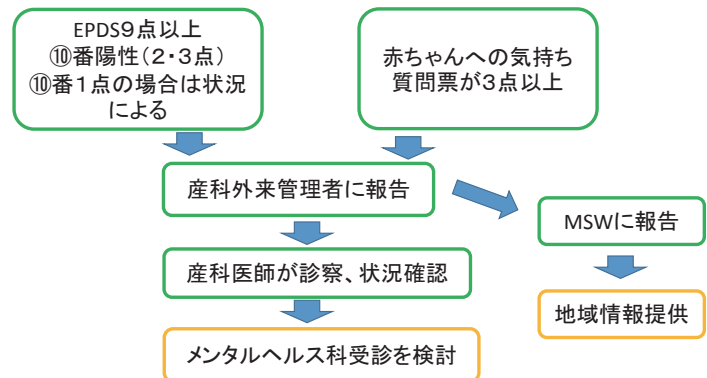 EPDS9点以上
⑩番陽性(2・3点)
⑩番1点の場合は状況
による
赤ちゃんへの気持ち
質問票が3点以上
産科外来管理者に報告
MSWに報告
産科医師が診察、状況確認
地域情報提供
メンタルヘルス科受診を検討